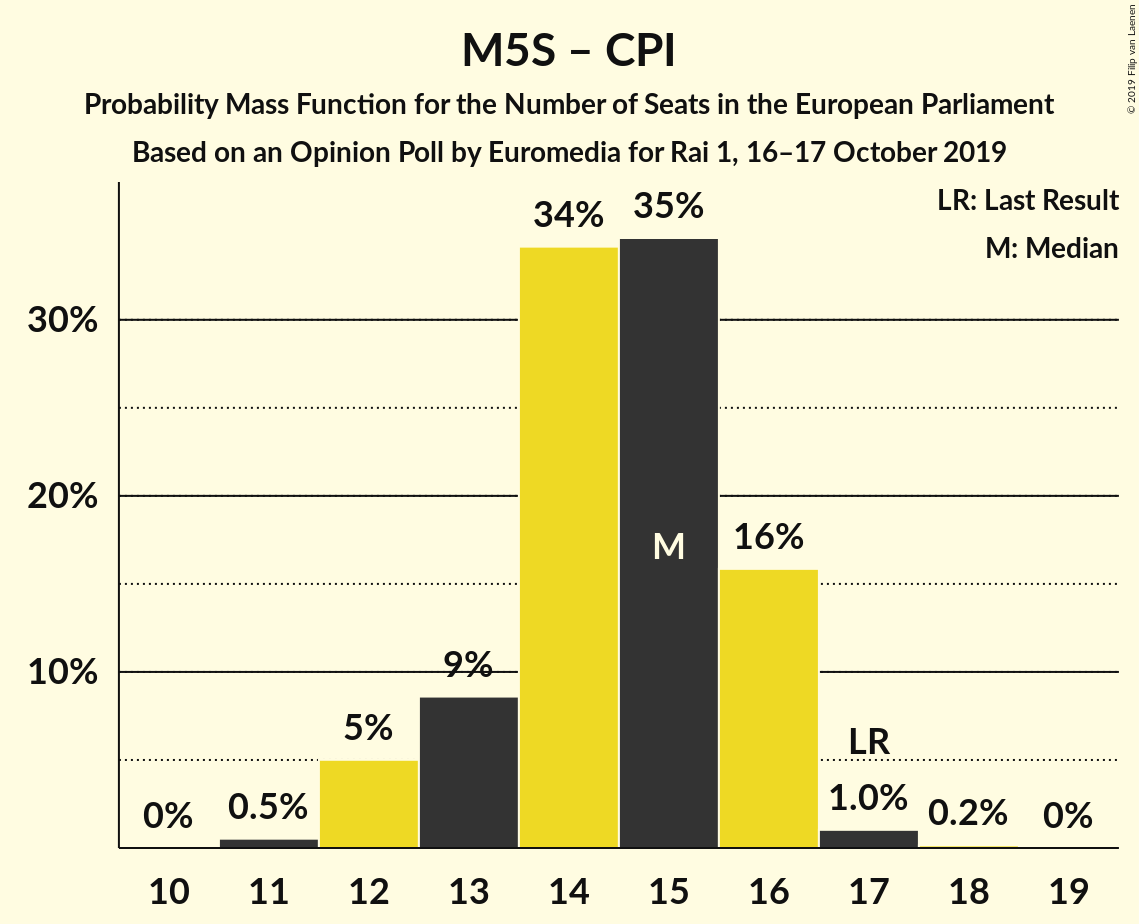 M5S – CPI
Probability Mass Function for the Number of Seats in the European Parliament
Based on an Opinion Poll by Euromedia for Rai 1, 16–17 October 2019
© 2019 Filip van Laenen
LR: Last Result
M: Median
30%
20%
10%
0%
0.5%
5%
9%
34%
35%
M
16%
LR
1.0%
0.2%
0%
10 11 12 13 14 15 16 17 18 19